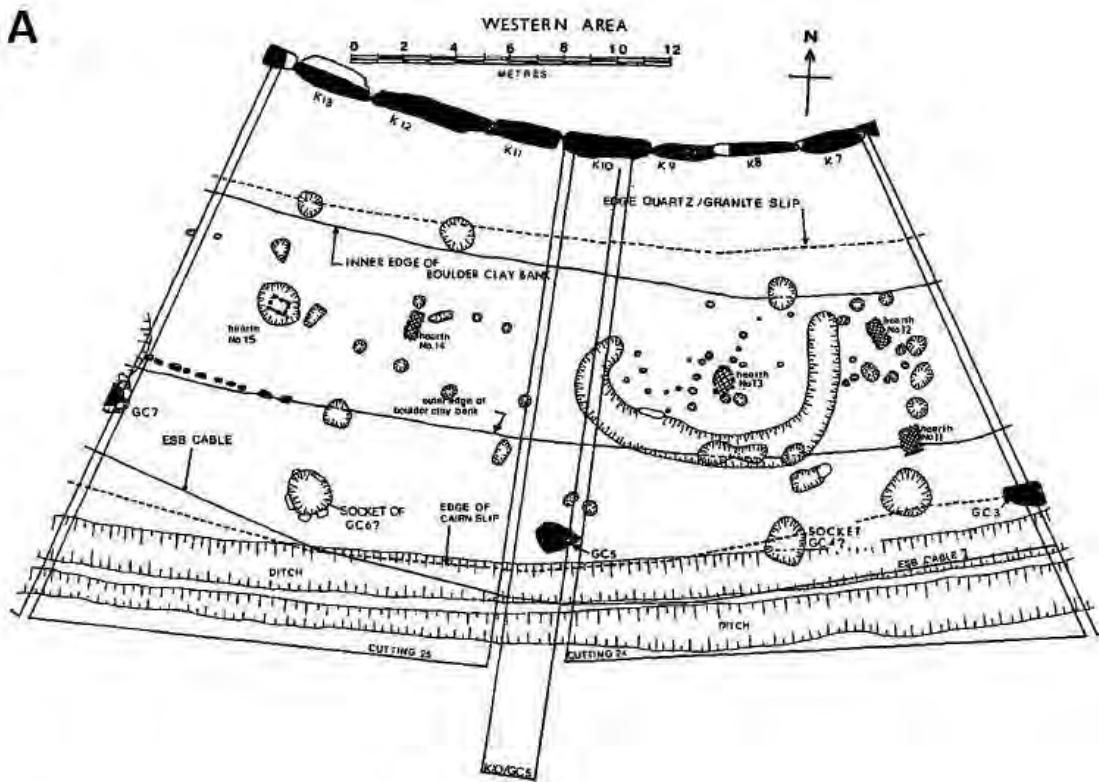 A
WESTERN AREA
0 2 4 6 8 10 12
METRES
N
K13
K12
K11
K10
K9
K8
K7
EDGE QUARTZ/GRANITE SLIP
INNER EDGE OF
BOULDER CLAY BANK
hearth
No.15
hearth
No.14
hearth
No.12
hearth
No.13
outer edge of
boulder clay bank
GC7
hearth
No.11
ESB CABLE
SOCKET OF
GC6?
EDGE OF
CAIRN SLIP
GC5
SOCKET
GC4?
GC3
ESB CABLE
DITCH
DITCH
CUTTING 25
CUTTING 24
K10/GC5